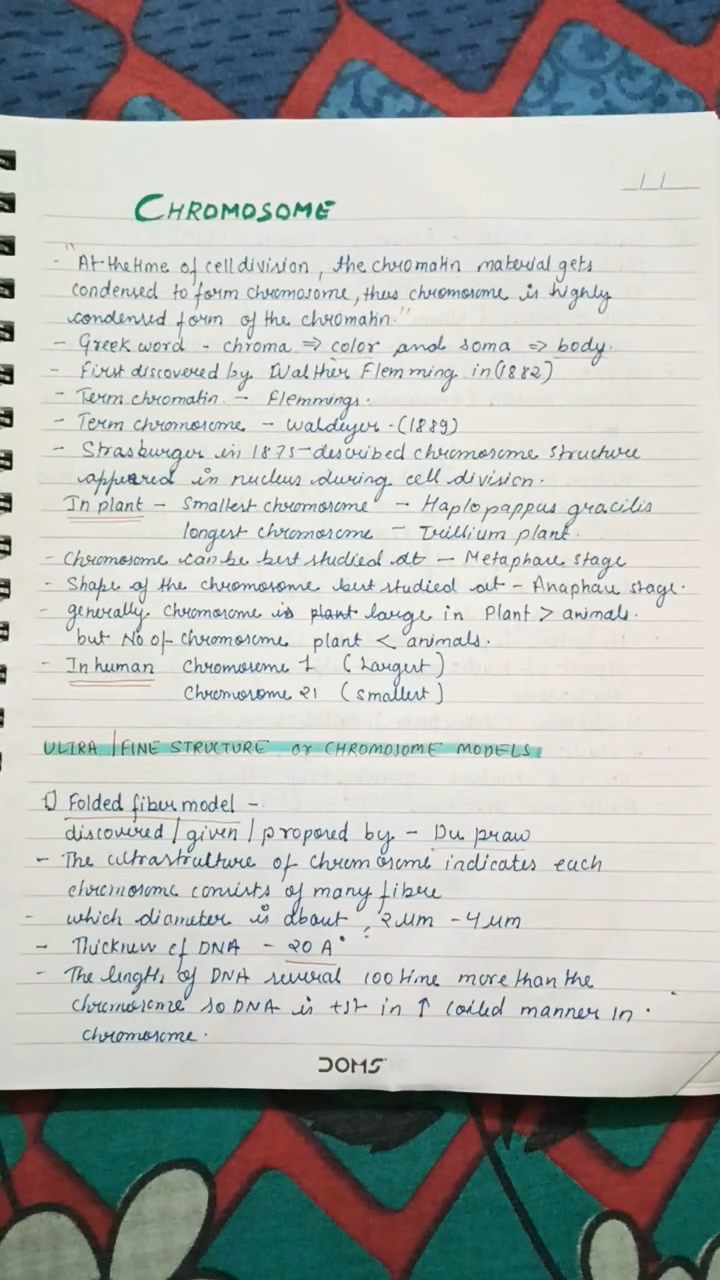 CHROMOSOME
- "At the time of cell division, the chromatin material gets
condensed to form chromosome, thus chromosome is highly
condensed form of the chromatin."
- Greek word - chroma ⇒ color and soma ⇒ body.
- First discovered by Walther Flemming in (1882)
- Term chromatin - Flemmings.
- Term chromosome - Waldeyer - (1889)
- Strasburger in 1875 - described chromosome structure
appeared in nucleus during cell division.
In plant - Smallest chromosome - Haplopappus gracilis
longest chromosome - Trillium plant.
- Chromosome can be best studied at - Metaphase stage
- Shape of the chromosome best studied at - Anaphase stage.
- generally chromosome is plant large in Plant > animals.
but No of chromosome plant < animals.
- In human Chromosome 1 (Largest)
Chromosome 21 (smallest)
ULTRA / FINE STRUCTURE or CHROMOSOME MODELS
1) Folded fiber model -
discovered / given / proposed by - Du praw
- The ultrastructure of chromosome indicates each
chromosome consists of many fibre
- which diameter is about 2 µm - 4 µm
- Thickness of DNA - 20 A°
- The length of DNA several 100 time more than the
chromosome so DNA is +st in ↑ coiled manner in
chromosome.
DOMS